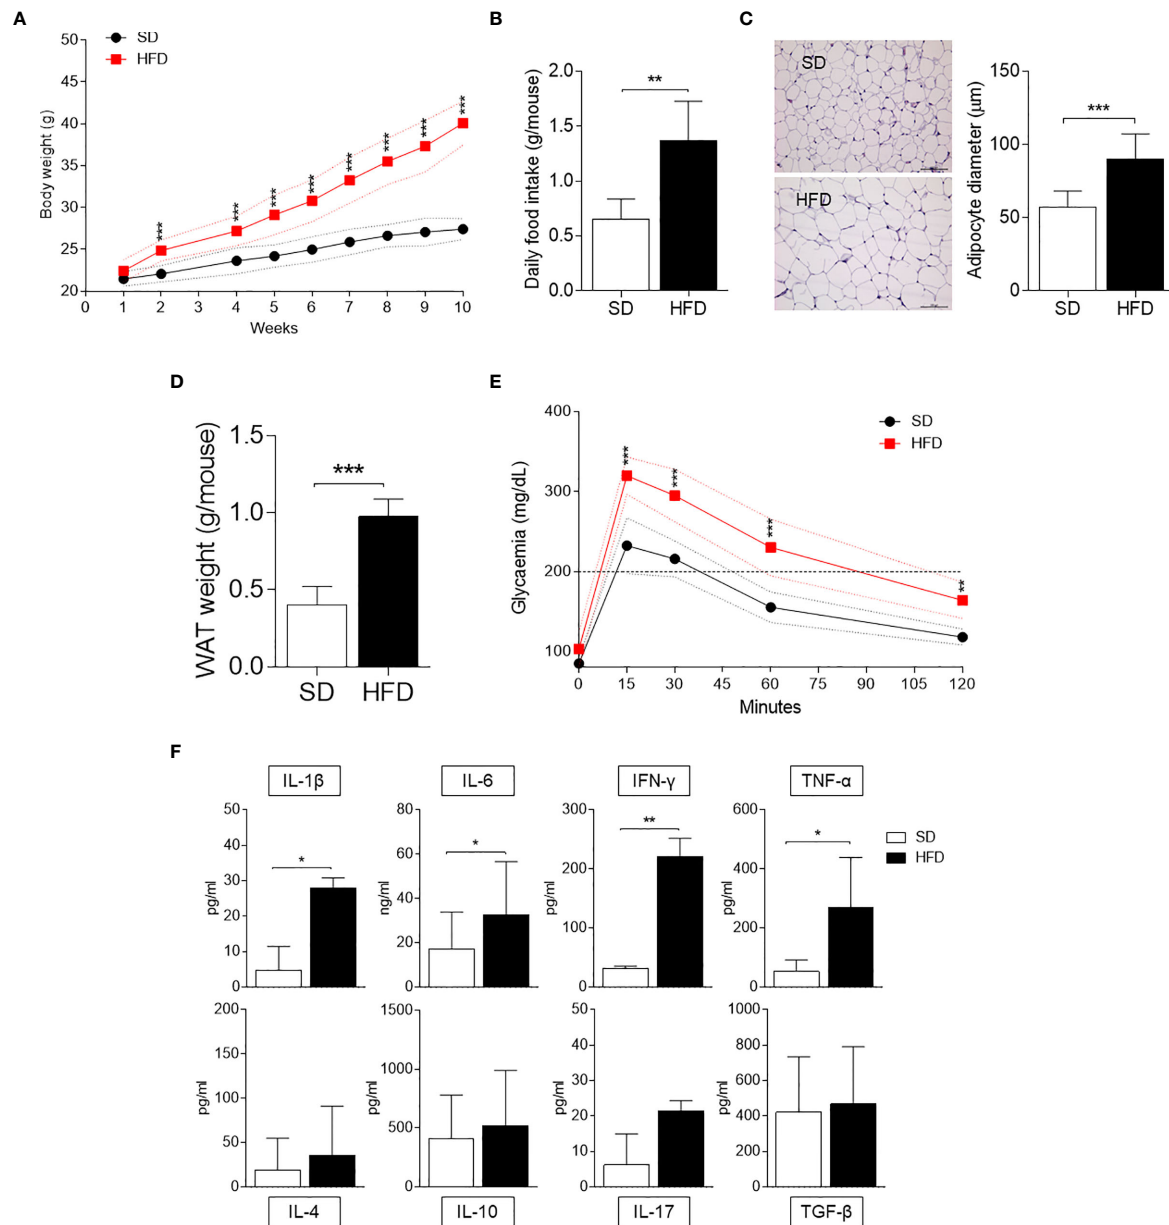 A
SD
HFD
Body weight (g)
50
45
40
35
30
25
20
***
***
***
***
***
***
***
***
0 1 2 3 4 5 6 7 8 9 10
Weeks
B
Daily food intake (g/mouse)
2.0
1.5
1.0
0.5
0.0
**
SD HFD
C
SD
HFD
Adipocyte diameter (µm)
150
100
50
0
***
SD HFD
D
WAT weight (g/mouse)
1.5
1.0
0.5
0.0
***
SD HFD
E
SD
HFD
Glycaemia (mg/dL)
400
300
200
100
***
***
***
**
0 15 30 45 60 75 90 105 120
Minutes
F
IL-1β
pg/ml
50
40
30
20
10
0
*
IL-6
ng/ml
80
60
40
20
0
*
IFN-γ
pg/ml
300
200
100
0
**
TNF-α
pg/ml
600
400
200
0
*
SD
HFD
pg/ml
200
150
100
50
0
IL-4
pg/ml
1500
1000
500
0
IL-10
pg/ml
50
40
30
20
10
0
IL-17
pg/ml
1000
800
600
400
200
0
TGF-β